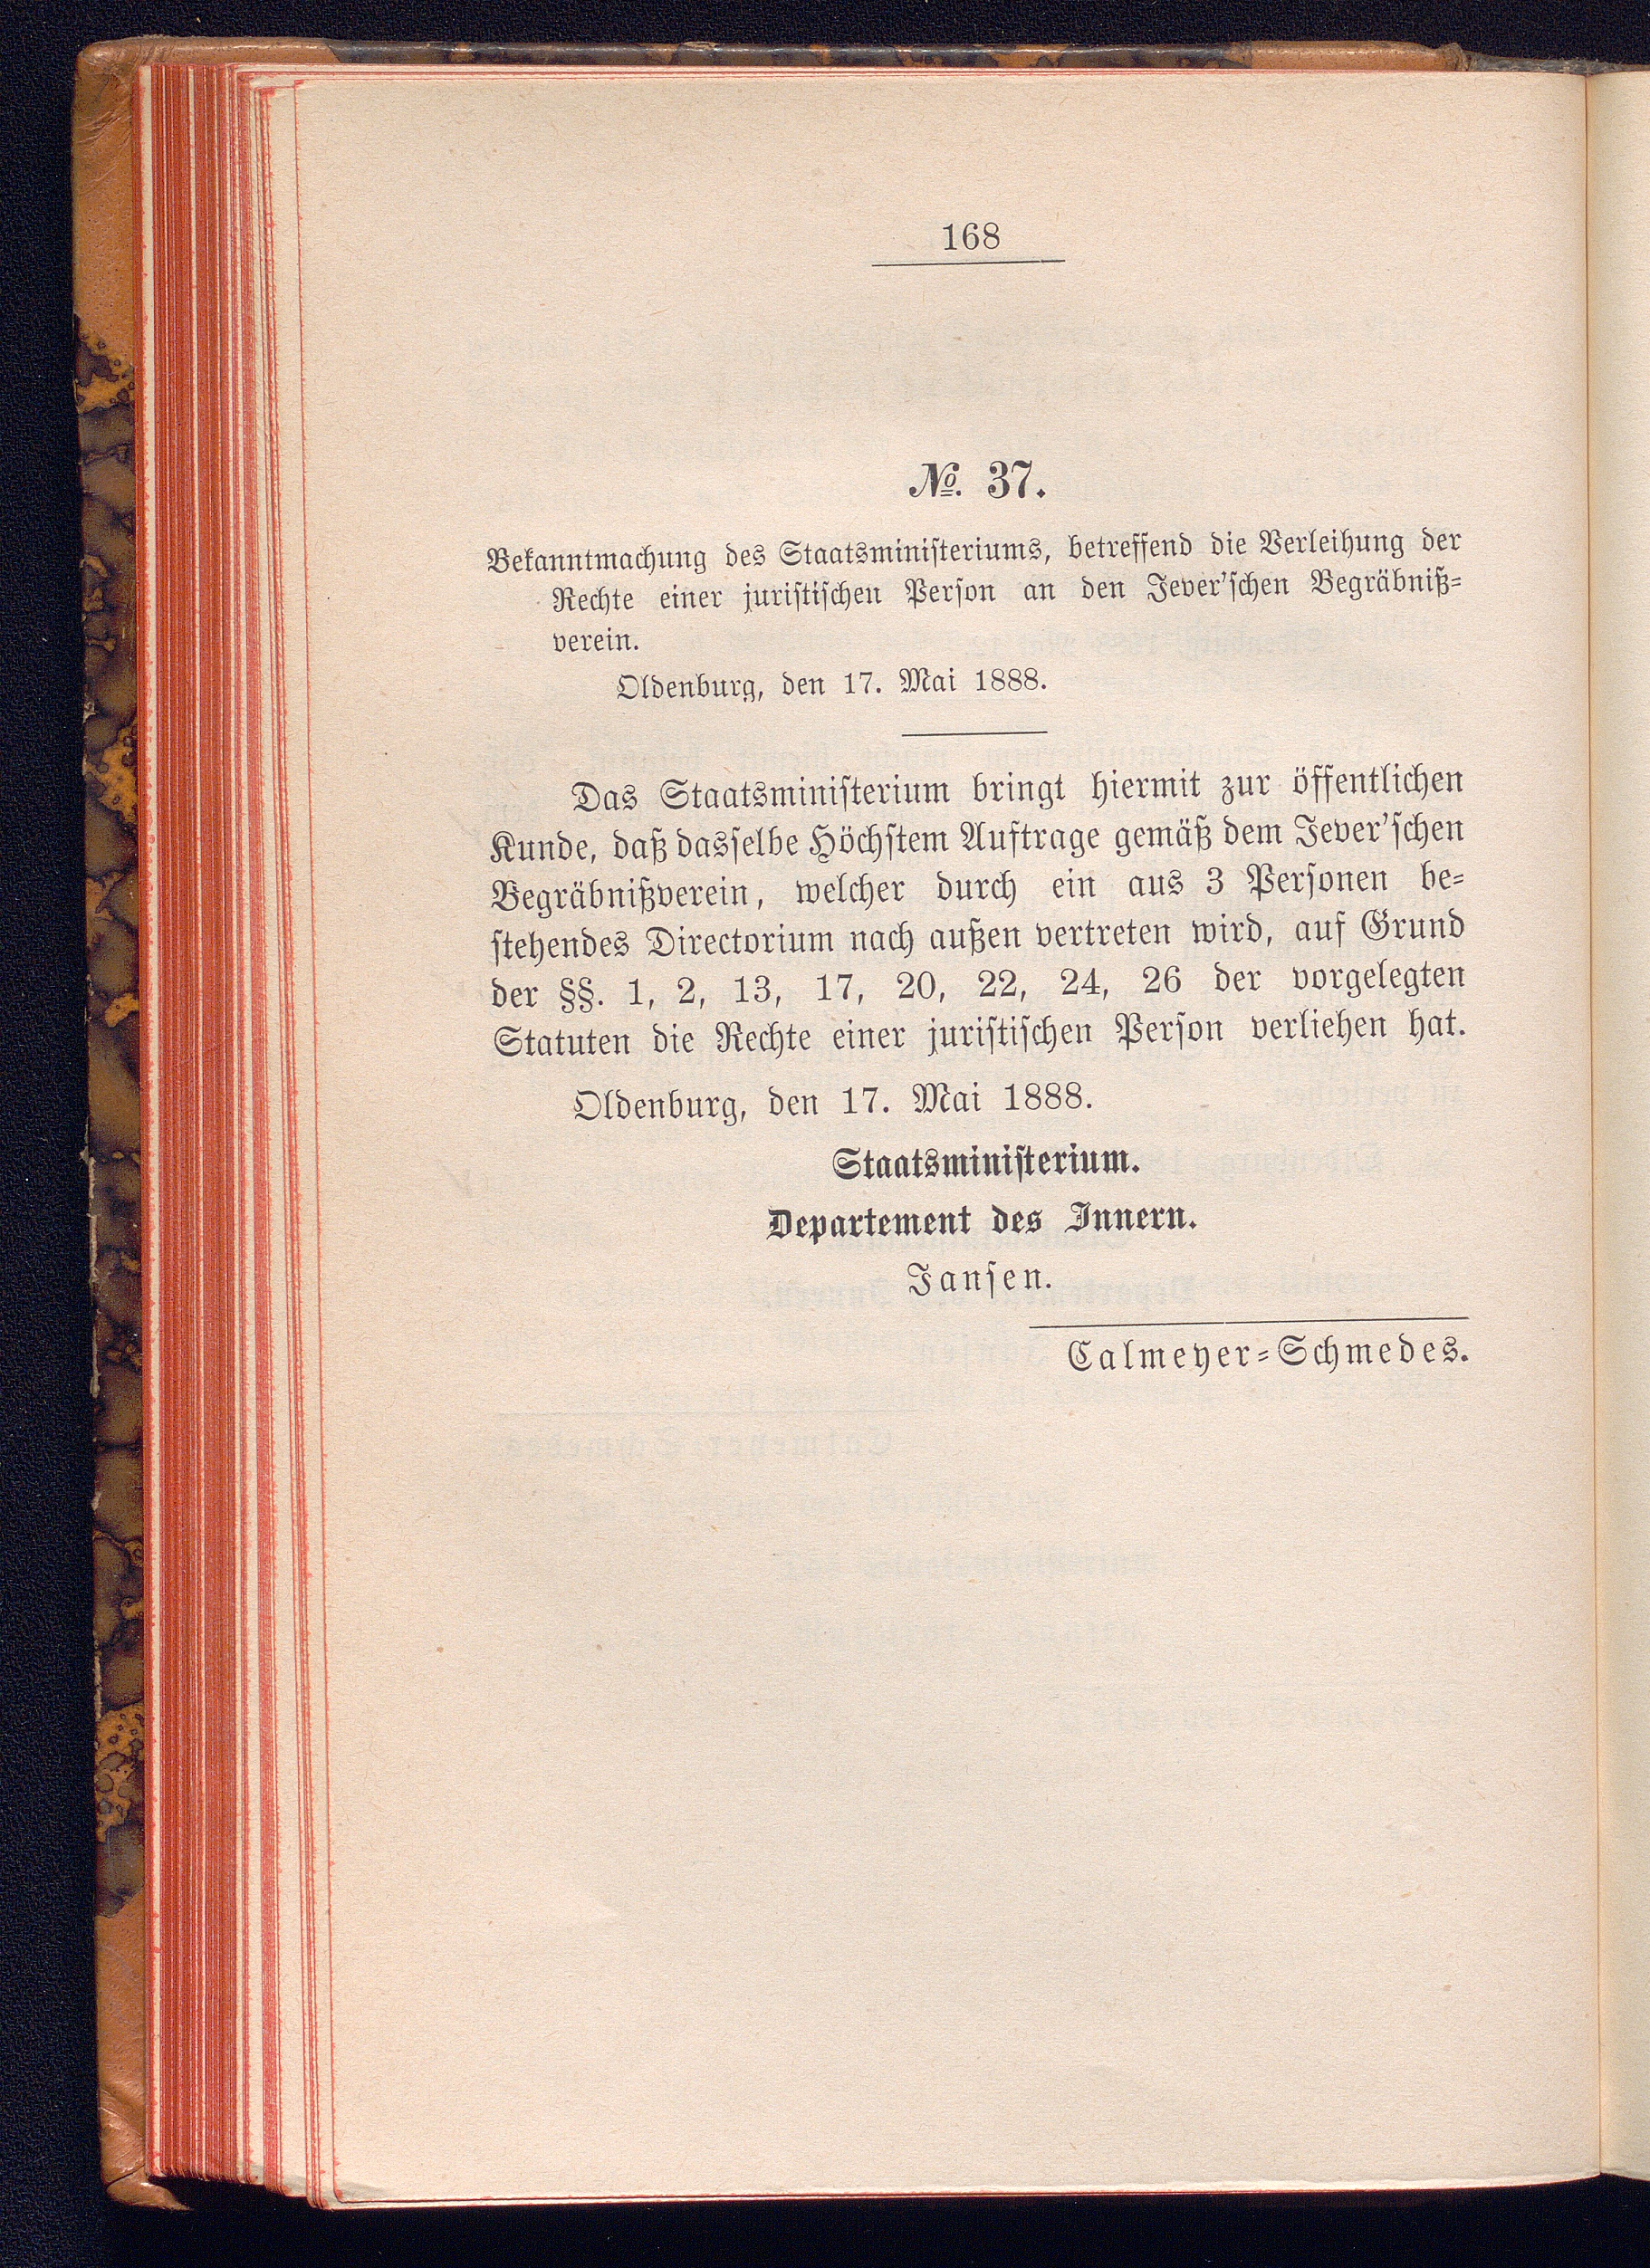 168
№. 37.
Bekanntmachung des Staatsministeriums, betreffend die Verleihung der
Rechte einer juristischen Person an den Jever'schen Begräbniß-
verein.
Oldenburg, den 17. Mai 1888.
Das Staatsministerium bringt hiermit zur öffentlichen
Kunde, daß dasselbe Höchstem Auftrage gemäß dem Jever'schen
Begräbnißverein, welcher durch ein aus 3 Personen be-
stehendes Directorium nach außen vertreten wird, auf Grund
der §§. 1, 2, 13, 17, 20, 22, 24, 26 der vorgelegten
Statuten die Rechte einer juristischen Person verliehen hat.
Oldenburg, den 17. Mai 1888.
Staatsministerium.
Departement des Innern.
Jansen.
Calmeyer-Schmedes.